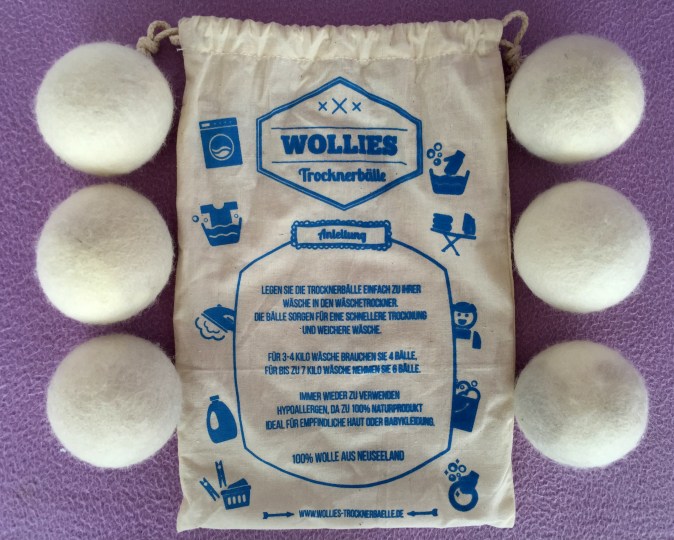 WOLLIES
Trocknerbälle
Anleitung
LEGEN SIE DIE TROCKNERBÄLLE EINFACH ZU IHRER
WÄSCHE IN DEN WÄSCHETROCKNER.
DIE BÄLLE SORGEN FÜR EINE SCHNELLERE TROCKNUNG
UND WEICHERE WÄSCHE.
FÜR 3-4 KILO WÄSCHE BRAUCHEN SIE 4 BÄLLE,
FÜR BIS ZU 7 KILO WÄSCHE NEHMEN SIE 6 BÄLLE.
IMMER WIEDER ZU VERWENDEN
HYPOALLERGEN, DA ZU 100% NATURPRODUKT
IDEAL FÜR EMPFINDLICHE HAUT ODER BABYKLEIDUNG.
100% WOLLE AUS NEUSEELAND
WWW.WOLLIES-TROCKNERBAELLE.DE